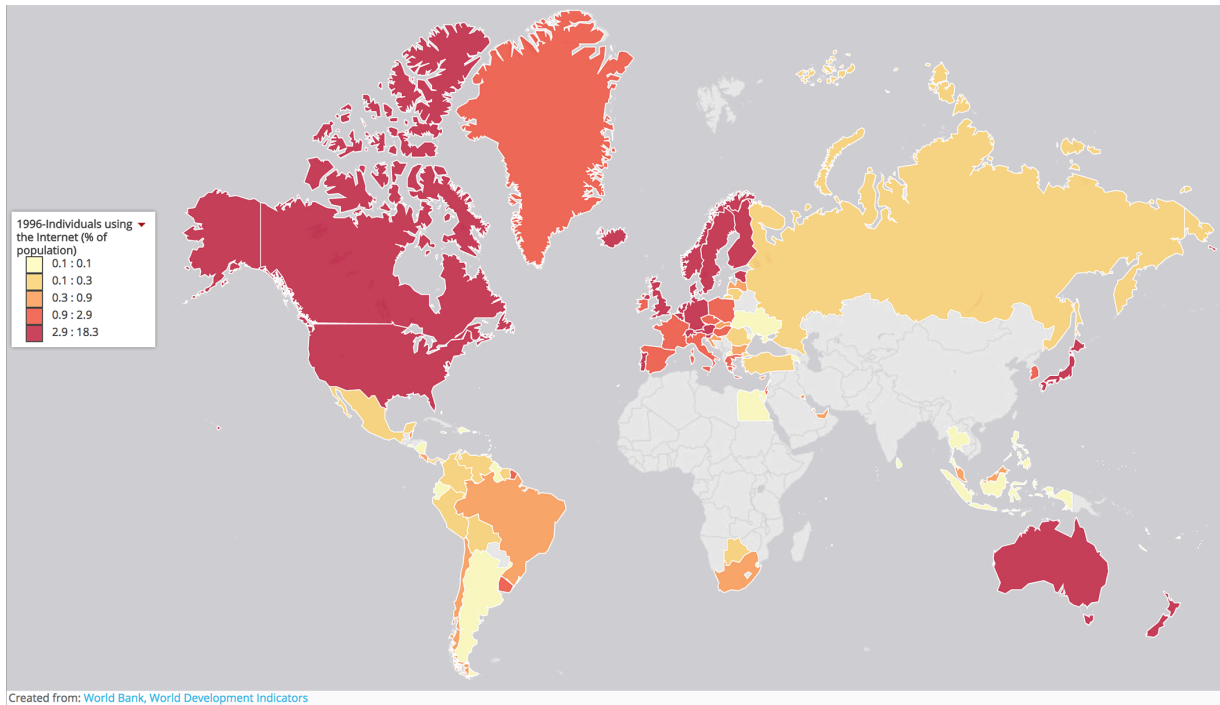 1996-Individuals using
the Internet (% of
population)
0.1 : 0.1
0.1 : 0.3
0.3 : 0.9
0.9 : 2.9
2.9 : 18.3
Created from: World Bank, World Development Indicators